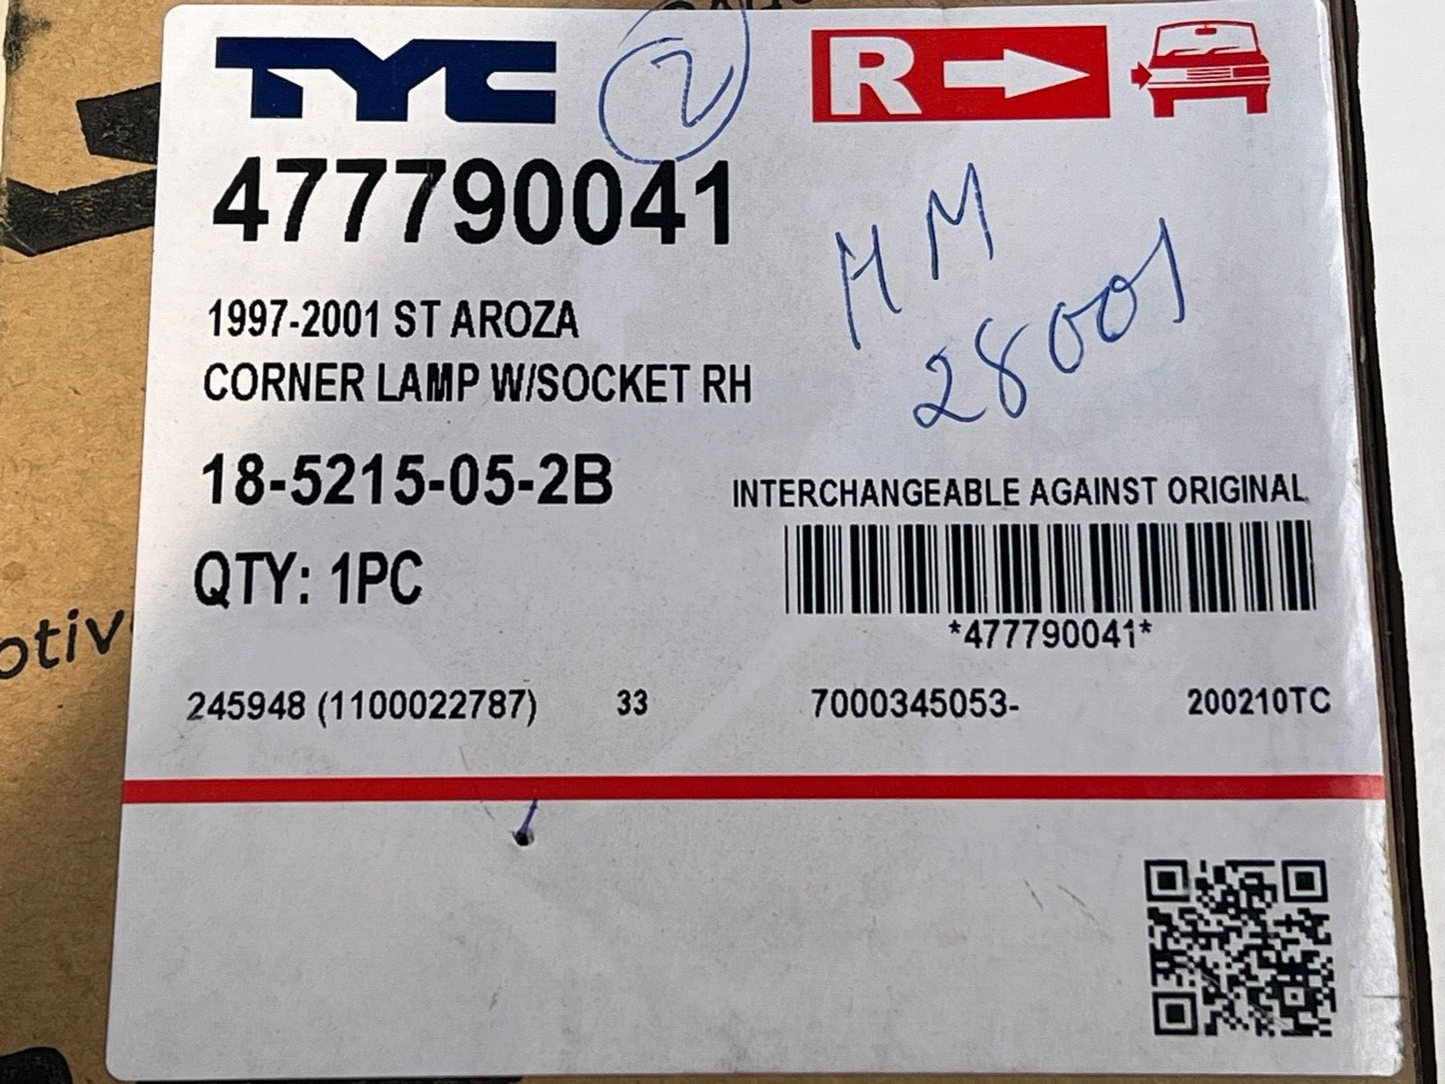 TYC
2
R
477790041
HM
28001
1997-2001 ST AROZA
CORNER LAMP W/SOCKET RH
18-5215-05-2B
INTERCHANGEABLE AGAINST ORIGINAL
QTY: 1PC
*477790041*
245948 (1100022787) 33 7000345053- 200210TC